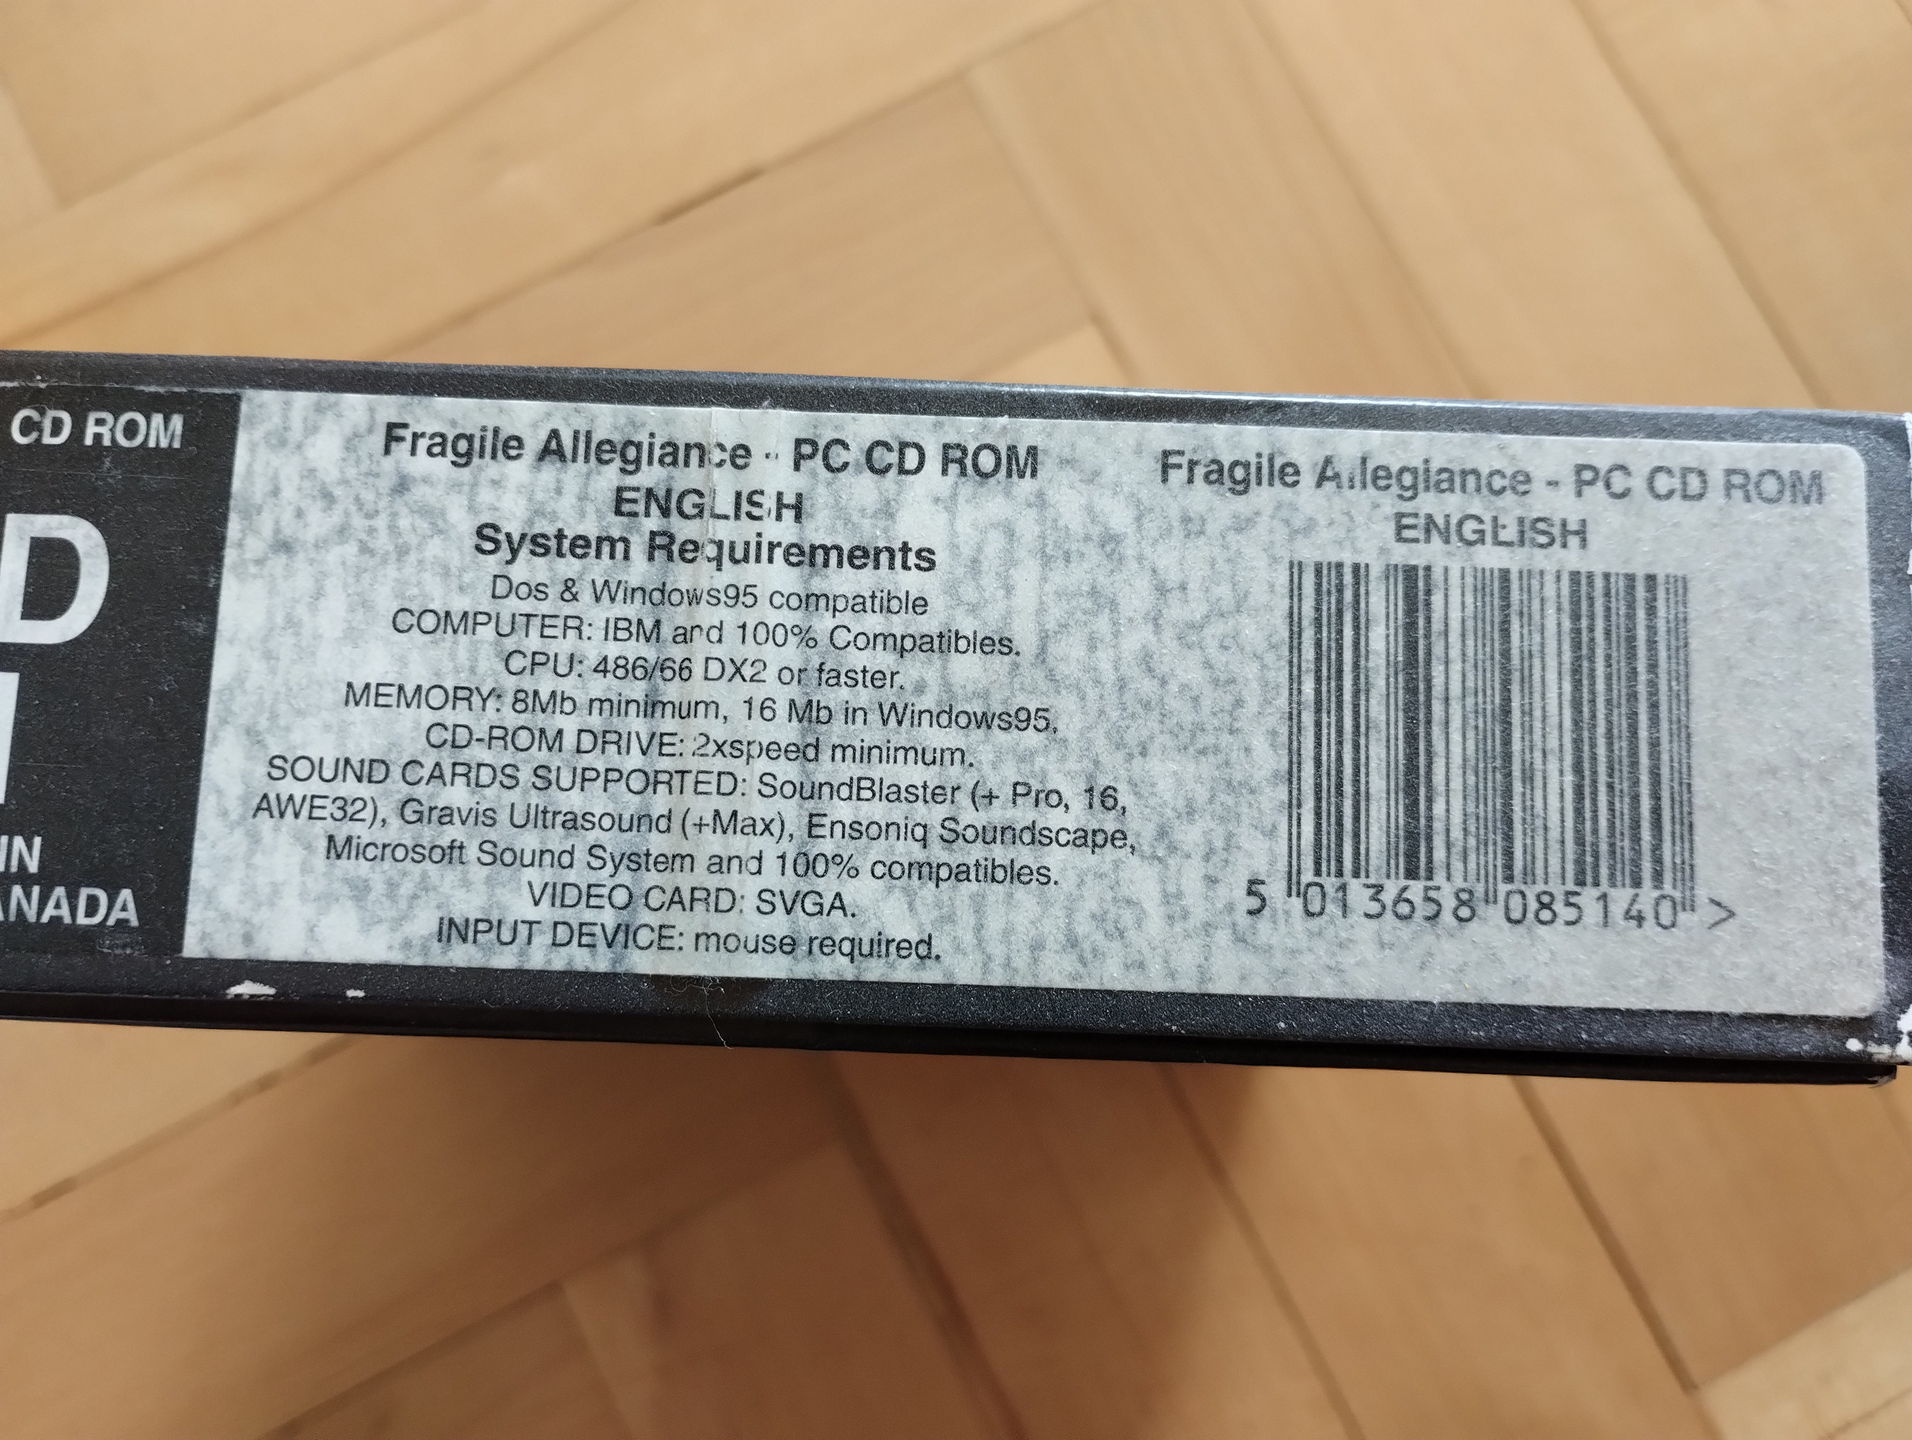 CD ROM
D
IN
ANADA
Fragile Allegiance - PC CD ROM
ENGLISH
System Requirements
Dos & Windows95 compatible
COMPUTER: IBM and 100% Compatibles.
CPU: 486/66 DX2 or faster.
MEMORY: 8Mb minimum, 16 Mb in Windows95,
CD-ROM DRIVE: 2xspeed minimum.
SOUND CARDS SUPPORTED: SoundBlaster (+ Pro, 16,
AWE32), Gravis Ultrasound (+Max), Ensoniq Soundscape,
Microsoft Sound System and 100% compatibles.
VIDEO CARD: SVGA.
INPUT DEVICE: mouse required.
Fragile Allegiance - PC CD ROM
ENGLISH
5 013658 085140 >